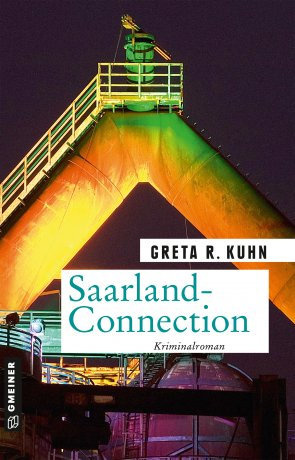 GRETA R. KUHN
Saarland-
Connection
Kriminalroman
GMEINER